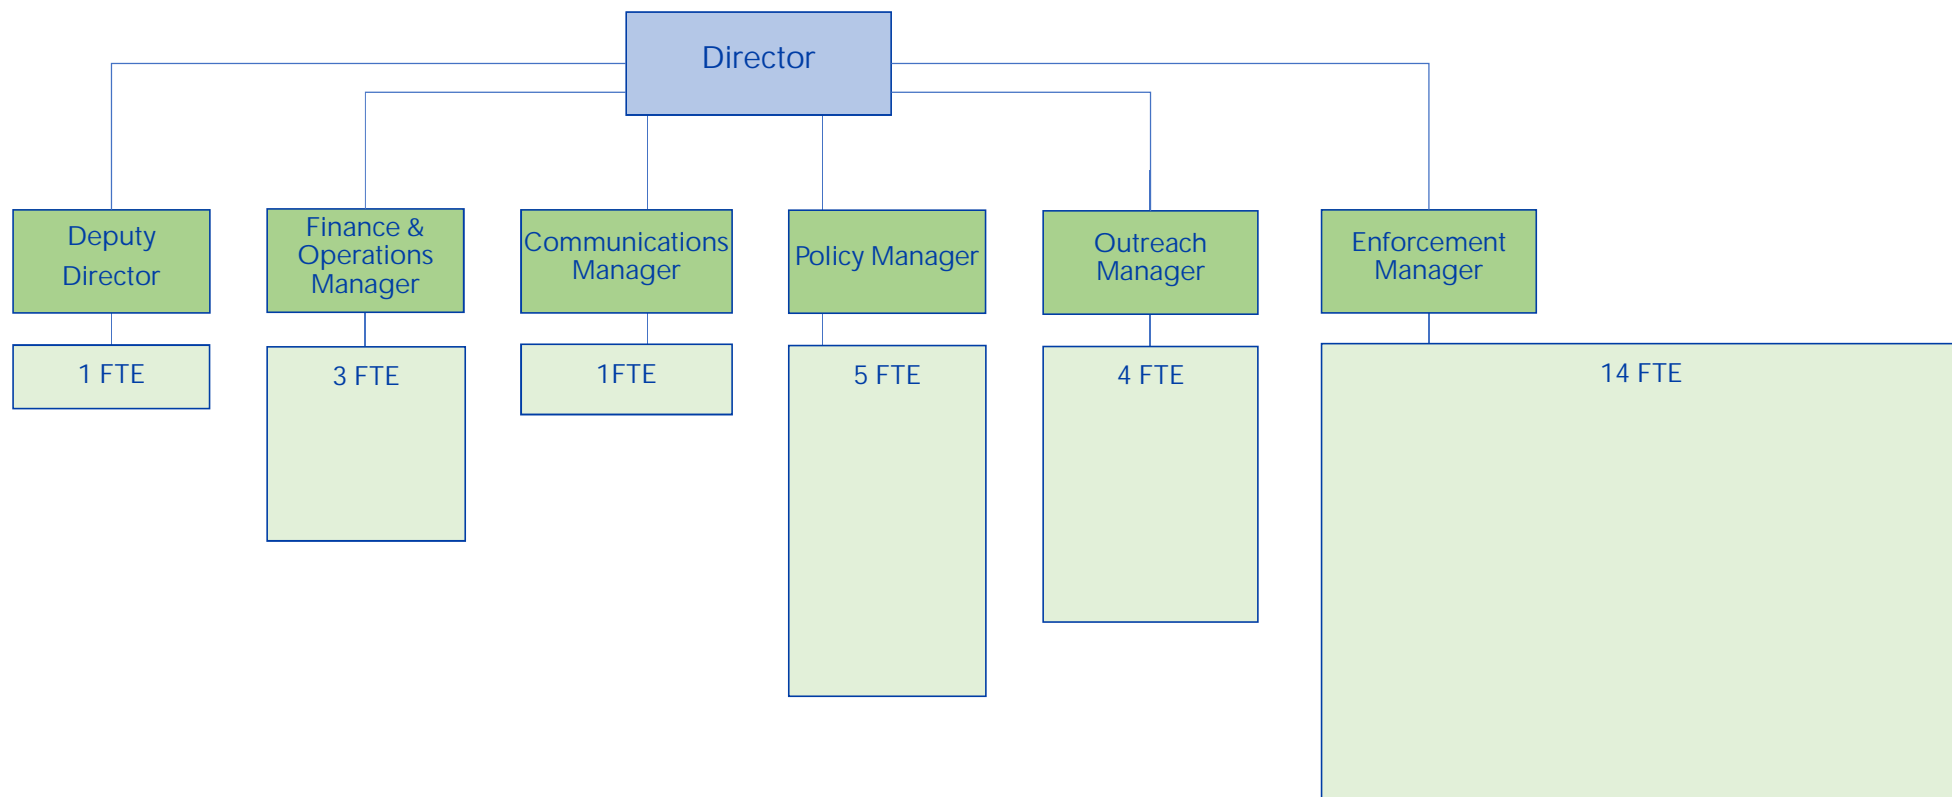 Director
Deputy
Director
Finance &
Operations
Manager
Communications
Manager
Policy Manager
Outreach
Manager
Enforcement
Manager
1 FTE
3 FTE
1FTE
5 FTE
4 FTE
14 FTE